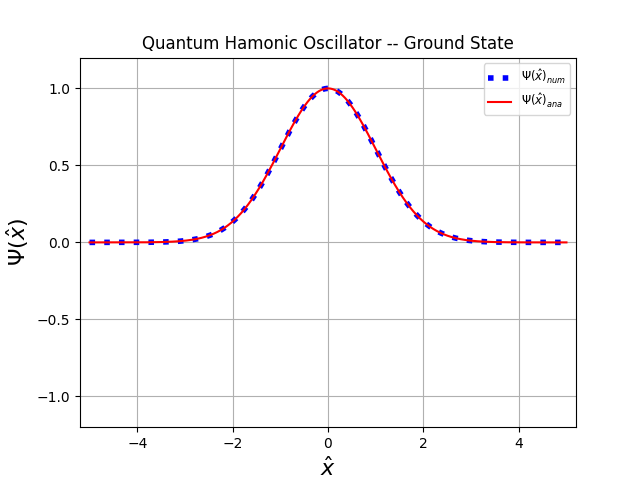 Quantum Hamonic Oscillator -- Ground State
Ψ(x̂)
1.0
0.5
0.0
−0.5
−1.0
Ψ(x̂)num
Ψ(x̂)ana
−4 −2 0 2 4
x̂